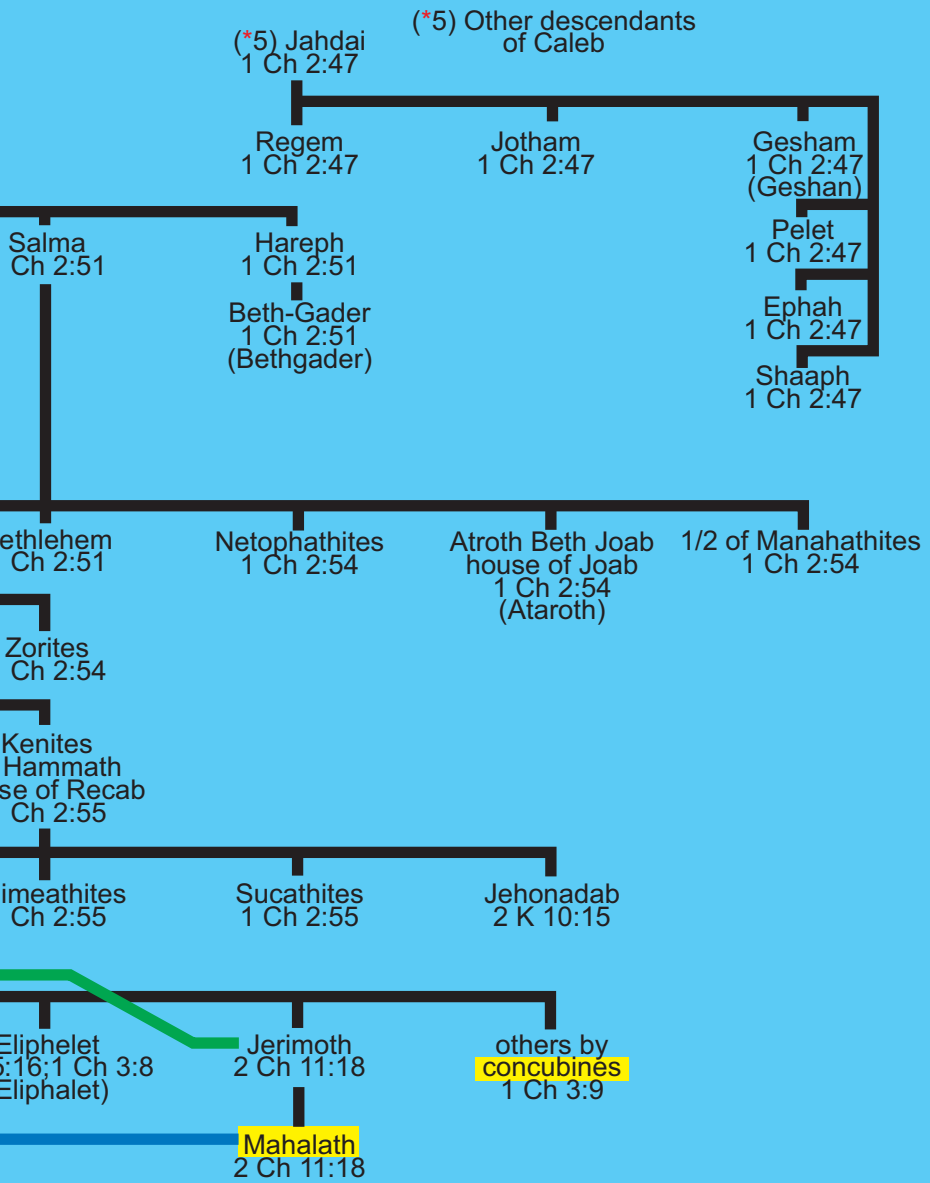 (*5) Other descendants
of Caleb
(*5) Jahdai
1 Ch 2:47
Regem
1 Ch 2:47
Jotham
1 Ch 2:47
Gesham
1 Ch 2:47
(Geshan)
Pelet
1 Ch 2:47
Ephah
1 Ch 2:47
Shaaph
1 Ch 2:47
Salma
Ch 2:51
Hareph
1 Ch 2:51
Beth-Gader
1 Ch 2:51
(Bethgader)
ethlehem
Ch 2:51
Netophathites
1 Ch 2:54
Atroth Beth Joab
house of Joab
1 Ch 2:54
(Ataroth)
1/2 of Manahathites
1 Ch 2:54
Zorites
Ch 2:54
Kenites
Hammath
se of Recab
Ch 2:55
imeathites
Ch 2:55
Sucathites
1 Ch 2:55
Jehonadab
2 K 10:15
Eliphelet
5:16;1 Ch 3:8
Eliphalet)
Jerimoth
2 Ch 11:18
others by
concubines
1 Ch 3:9
Mahalath
2 Ch 11:18